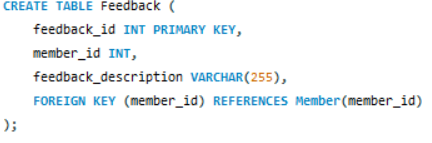 CREATE TABLE Feedback (
    feedback_id INT PRIMARY KEY,
    member_id INT,
    feedback_description VARCHAR(255),
    FOREIGN KEY (member_id) REFERENCES Member(member_id)
);